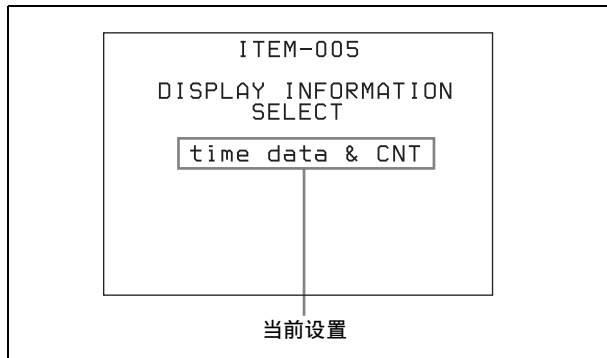 ITEM-005
DISPLAY INFORMATION
SELECT
time data & CNT
当前设置